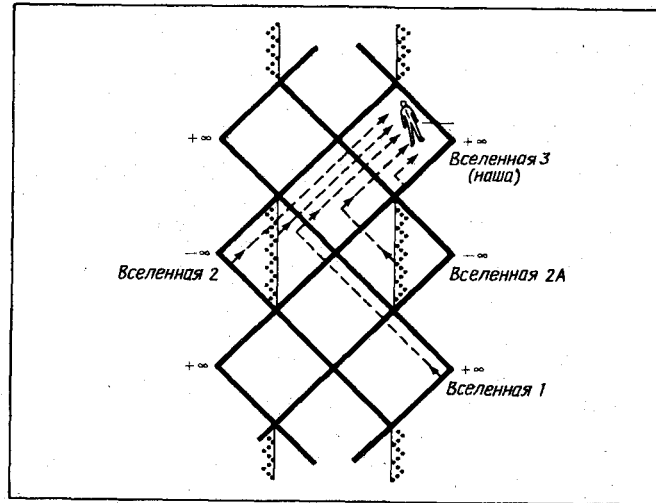 +∞
+∞
Вселенная 3
(наша)
−∞
−∞
Вселенная 2
Вселенная 2А
+∞
+∞
Вселенная 1